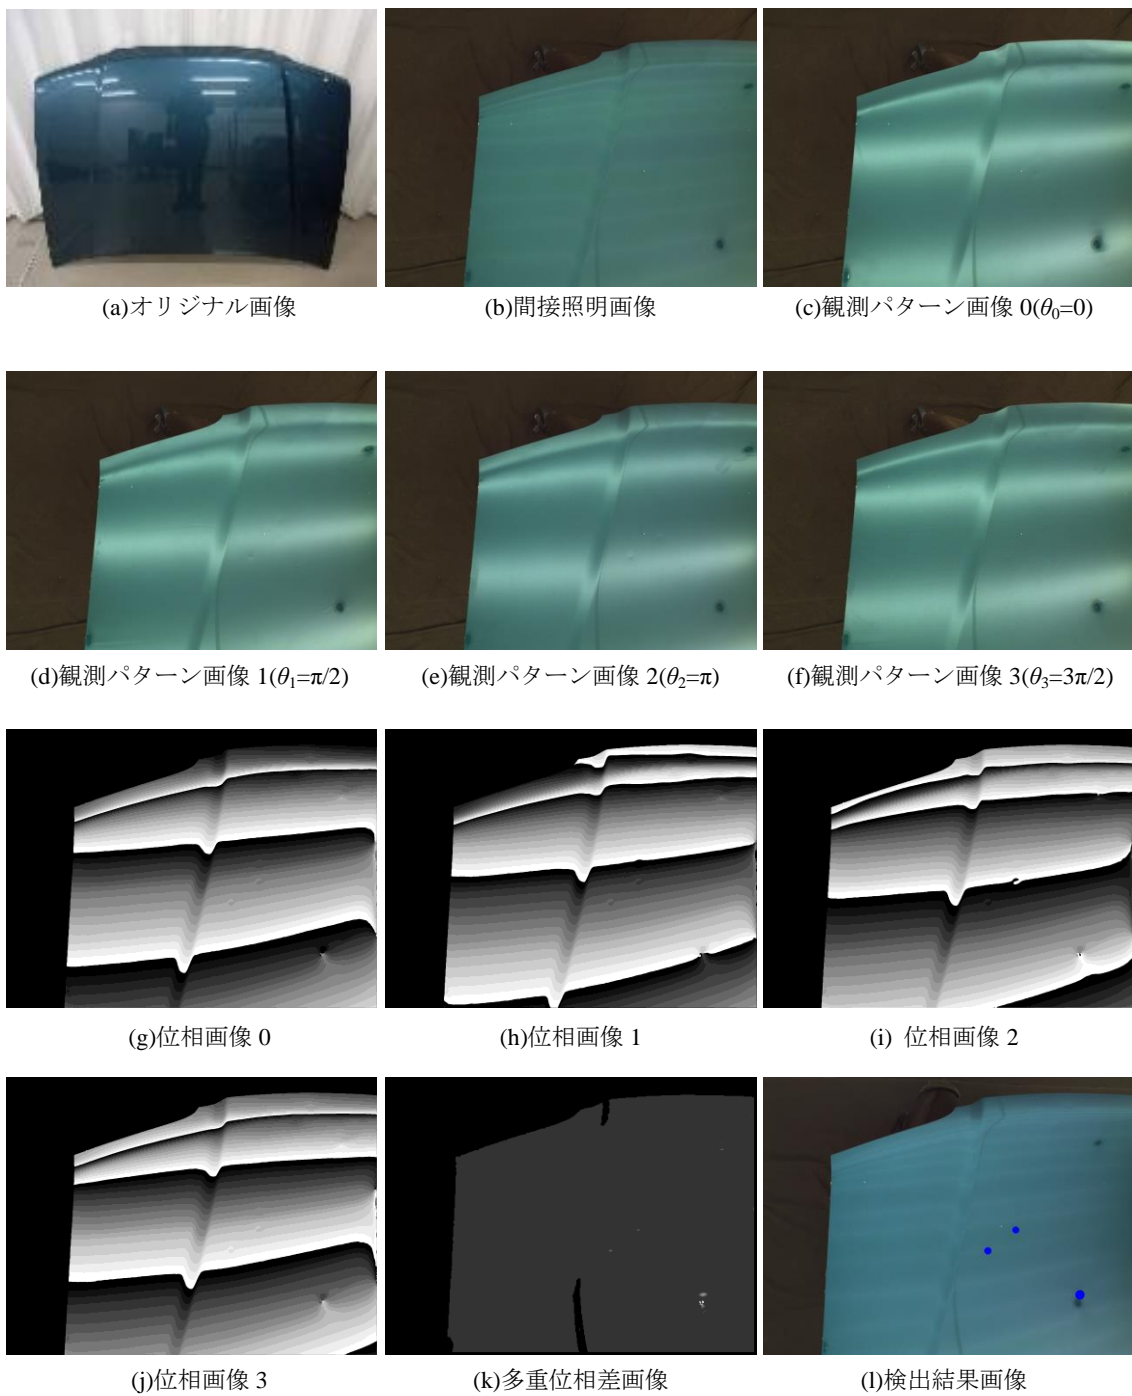 (a)オリジナル画像
(b)間接照明画像
(c)観測パターン画像 0(θ₀=0)
(d)観測パターン画像 1(θ₁=π/2)
(e)観測パターン画像 2(θ₂=π)
(f)観測パターン画像 3(θ₃=3π/2)
(g)位相画像 0
(h)位相画像 1
(i) 位相画像 2
(j)位相画像 3
(k)多重位相差画像
(l)検出結果画像